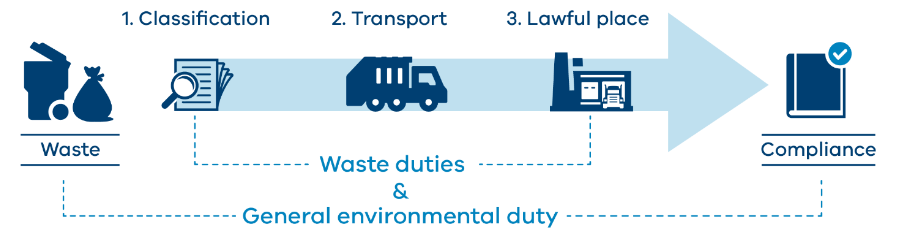 1. Classification
2. Transport
3. Lawful place
Waste
Compliance
Waste duties
&
General environmental duty